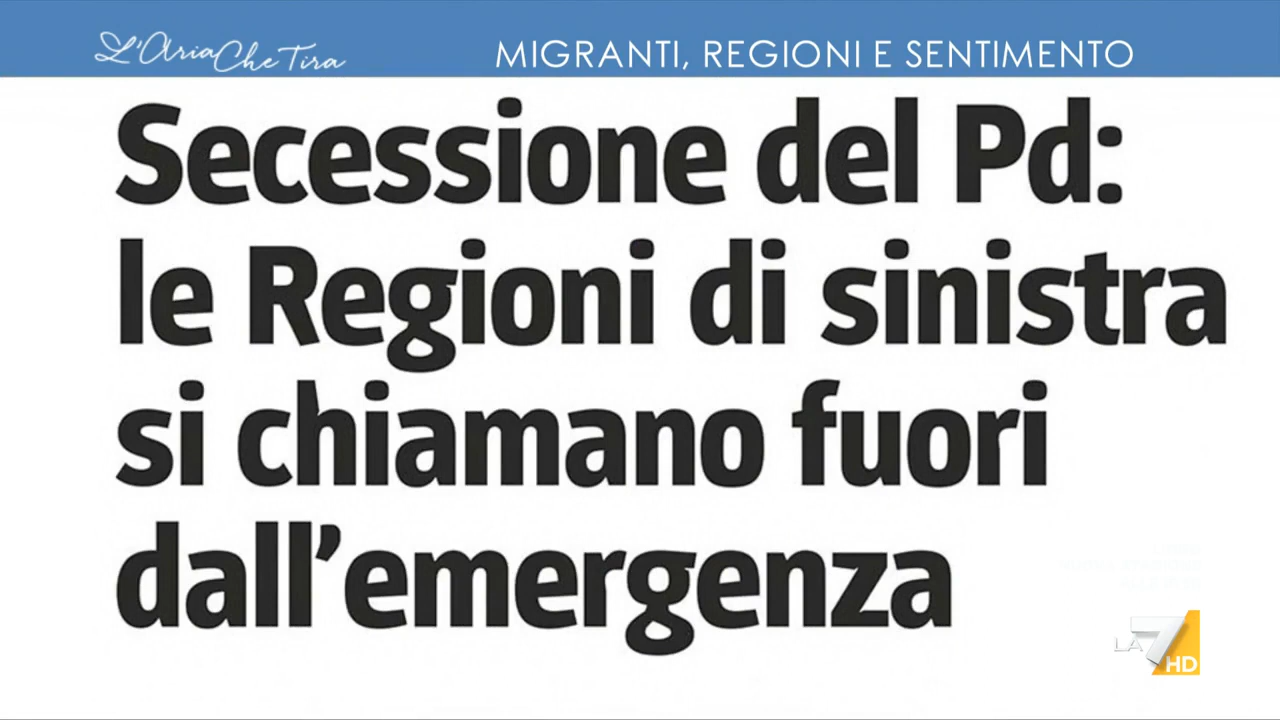 L'Aria Che Tira
MIGRANTI, REGIONI E SENTIMENTO
Secessione del Pd:
le Regioni di sinistra
si chiamano fuori
dall'emergenza
LA7
HD